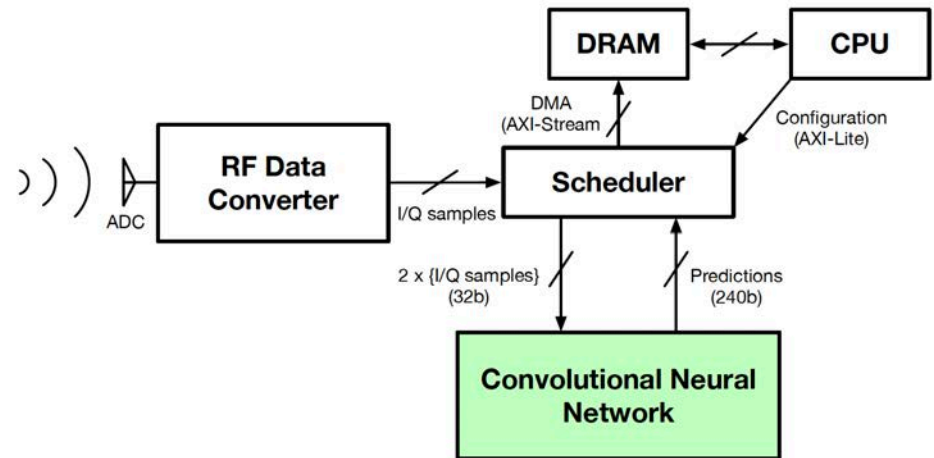 DRAM
CPU
DMA
(AXI-Stream
Configuration
(AXI-Lite)
RF Data
Converter
Scheduler
ADC
I/Q samples
2 x {I/Q samples}
(32b)
Predictions
(240b)
Convolutional Neural
Network